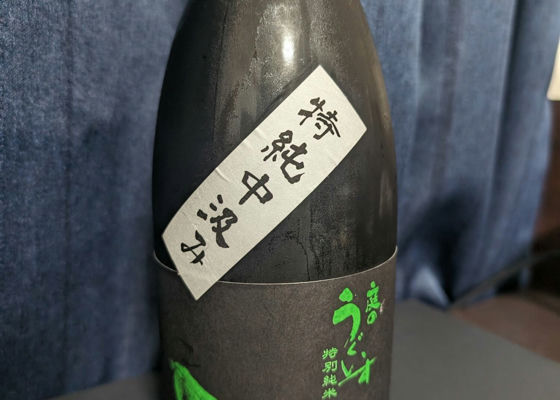 特純中汲み
庭の
うぐいす
特別純米